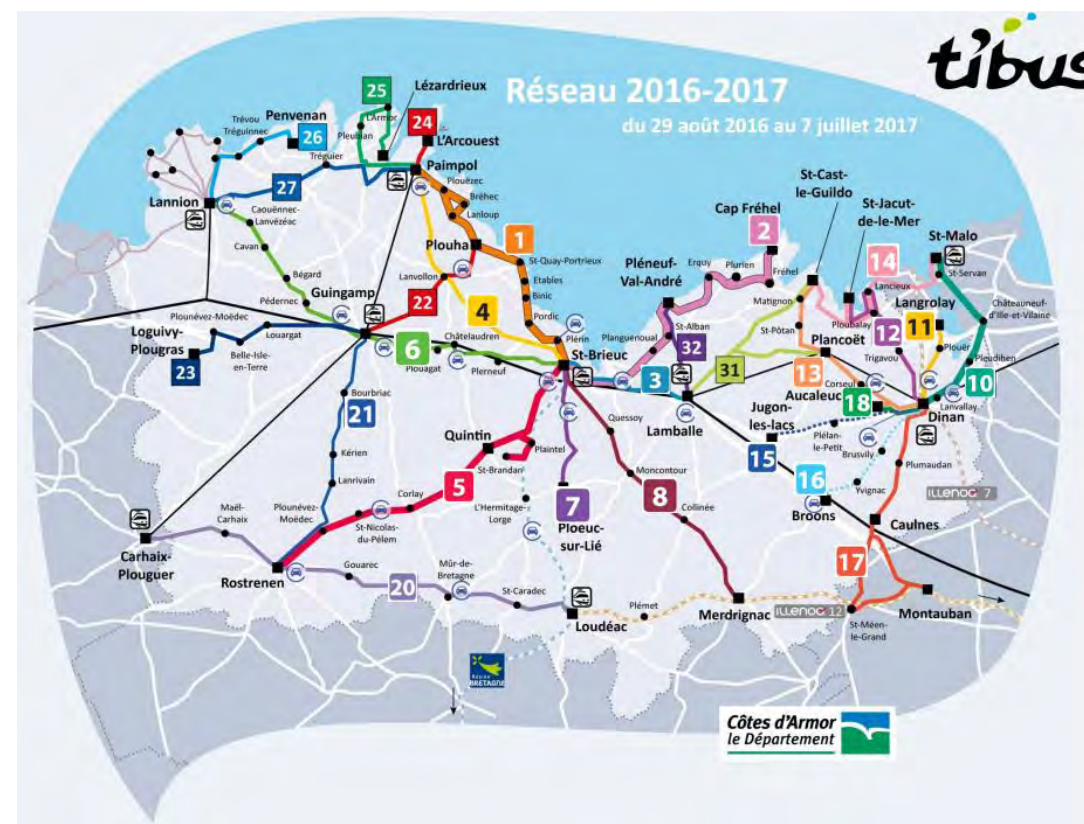 tibus
Réseau 2016-2017
du 29 août 2016 au 7 juillet 2017
25
Lézardrieux
24
L'Armor
L'Arcouest
Pleubian
Trévou
Tréguinnec
Penvenan
26
Tréguier
Paimpol
27
Lannion
Plouëzec
Bréhec
Lanloup
Caouënnec-
Lanvézéac
Cavan
Bégard
Pédernec
Plouha
1
St-Quay-Portrieux
Etables
Binic
Pordic
Plérin
Lanvollon
22
4
Guingamp
Plounévez-Moëdec
Louargat
Loguivy-
Plougras
Belle-Isle-
en-Terre
23
6
Châtelaudren
Plouagat
Plerneuf
St-Brieuc
St-Cast-
le-Guildo
St-Jacut-
de-le-Mer
Cap Fréhel
2
St-Malo
14
St-Servan
Pléneuf-
Val-André
Erquy
Plurien
Fréhel
Matignon
Lancieux
Langrolay
Châteauneuf-
d'Ille-et-Vilaine
St-Alban
Planguenoual
32
St-Pôtan
Ploubalay
12
11
Plancoët
Trigavou
Plouër
Pleudihen
31
3
13
Corseul
Aucaleuc
18
10
Lanvallay
Dinan
Lamballe
Jugon-
les-lacs
Plélan-
le-Petit
Brusvily
15
Plumaudan
16
Yvignac
Broons
ILLENOO 7
Caulnes
17
Montauban
St-Méen-
le-Grand
21
Bourbriac
Kérien
Lanrivain
Quintin
Plaintel
St-Brandan
5
Quessoy
Moncontour
8
Collinée
7
Ploeuc-
sur-Lié
L'Hermitage-
Lorge
Corlay
St-Nicolas-
du-Pélem
Plounévez-
Moëdec
Maël-
Carhaix
Carhaix-
Plouguer
Rostrenen
Gouarec
20
Mûr-de-
Bretagne
St-Caradec
Loudéac
Plémet
Merdrignac
ILLENOO 12
Région
BRETAGNE
Côtes d'Armor
le Département